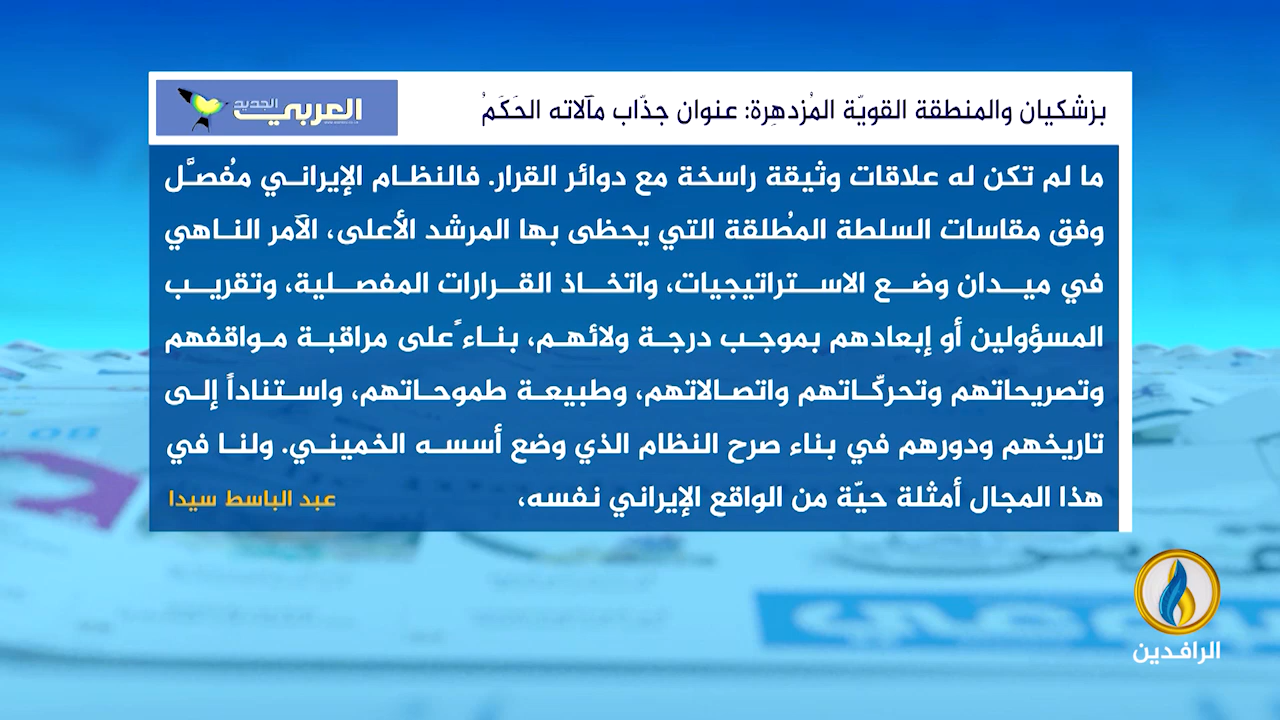 بزشكيان والمنطقة القويّة المُزدهِرة: عنوان جذّاب مآلاته الحَكَمُ
العربي الجديد
ما لم تكن له علاقات وثيقة راسخة مع دوائر القرار. فالنظام الإيراني مفُصَّل
وفق مقاسات السلطة المُطلقة التي يحظى بها المرشد الأعلى، الآمر الناهي
في ميدان وضع الاستراتيجيات، واتخاذ القرارات المفصلية، وتقريب
المسؤولين أو إبعادهم بموجب درجة ولائهم، بناءً على مراقبة مواقفهم
وتصريحاتهم وتحركّاتهم واتصالاتهم، وطبيعة طموحاتهم، واستناداً إلى
تاريخهم ودورهم في بناء صرح النظام الذي وضع أسسه الخميني. ولنا في
هذا المجال أمثلة حيّة من الواقع الإيراني نفسه،
عبد الباسط سيدا
الرافدين